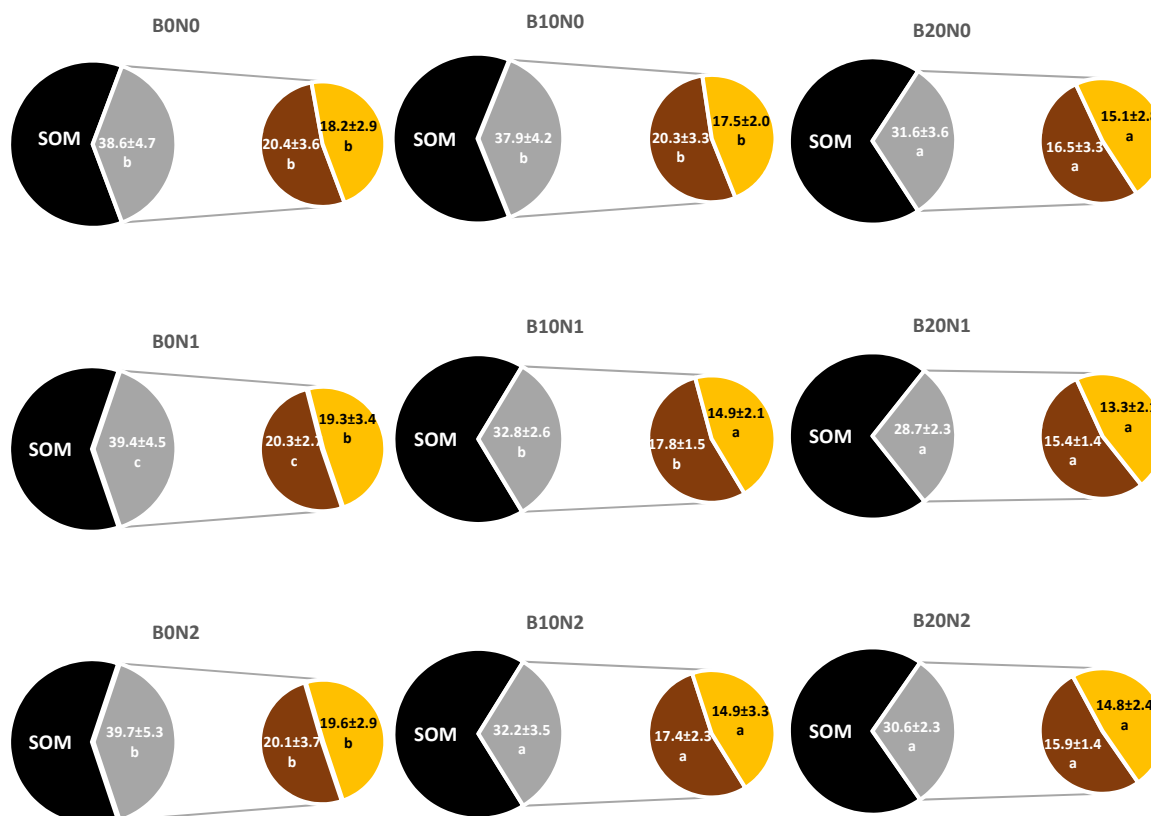 B0N0
B10N0
B20N0
SOM
38.6±4.7
b
20.4±3.6
b
18.2±2.9
b
SOM
37.9±4.2
b
20.3±3.3
b
17.5±2.0
b
SOM
31.6±3.6
a
16.5±3.3
a
a
B0N1
B10N1
B20N1
SOM
39.4±4.5
c
c
19.3±3.4
b
SOM
32.8±2.6
b
17.8±1.5
b
14.9±2.1
a
SOM
28.7±2.3
a
15.4±1.4
a
13.3±2.1
a
B0N2
B10N2
B20N2
SOM
39.7±5.3
b
20.1±3.7
b
19.6±2.9
b
SOM
32.2±3.5
a
17.4±2.3
a
14.9±3.3
a
SOM
30.6±2.3
a
15.9±1.4
a
14.8±2.4
a